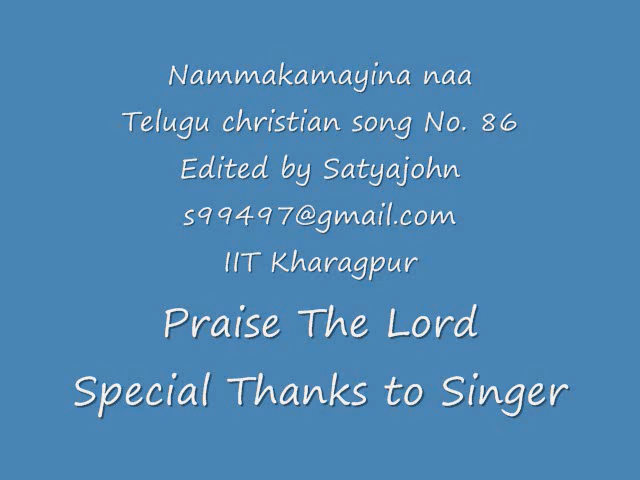 Nammakamayina naa
Telugu christian song No. 86
Edited by Satyajohn
s99497@gmail.com
IIT Kharagpur
Praise The Lord
Special Thanks to Singer